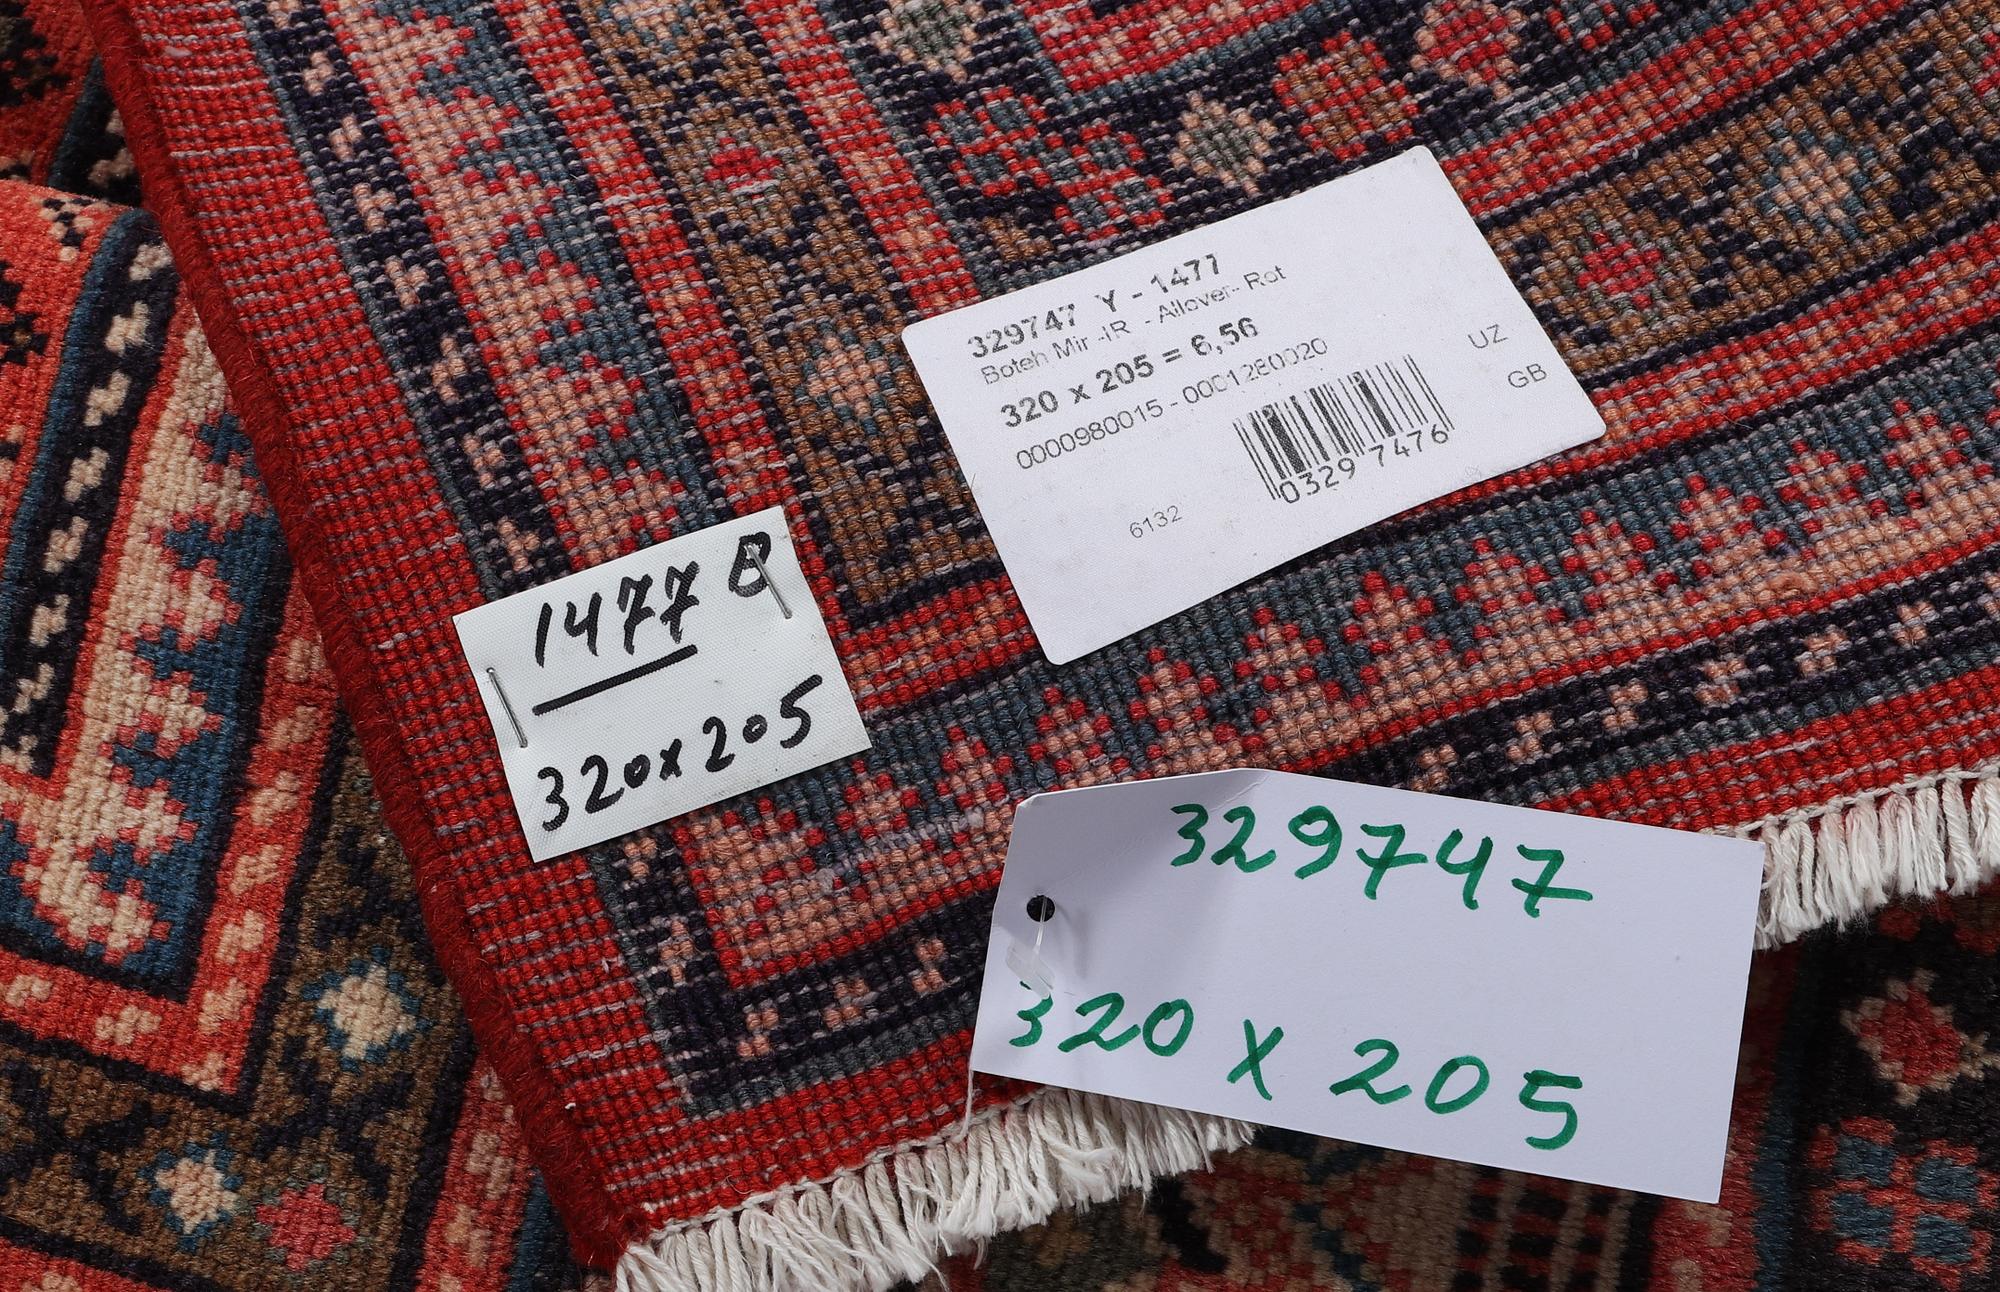 329747 Y - 1477
Boteh Mir -IR - Allover- Rot
320 x 205 = 6,56
0000980015 - 0001280020
UZ
GB
0329 7476
6132
1477
320x205
329747
320 x 205